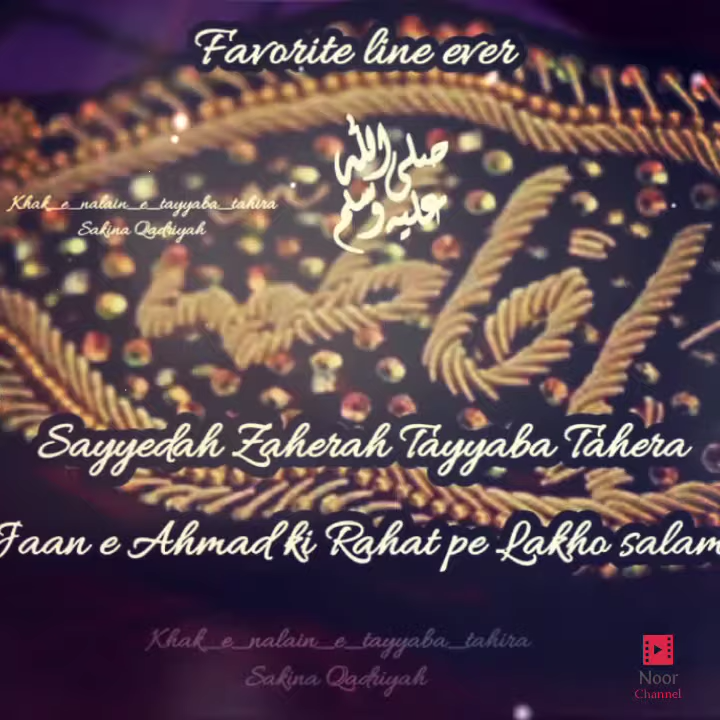 Favorite line ever
صلى الله
عليه وسلم
Khak_e_nalain_e_tayyaba_tahira
Sakina Qadriyah
Sayyedah Zaherah Tayyaba Tahera
Jaan e Ahmad ki Rahat pe Lakho salam
Khak_e_nalain_e_tayyaba_tahira
Sakina Qadriyah
Noor
Channel